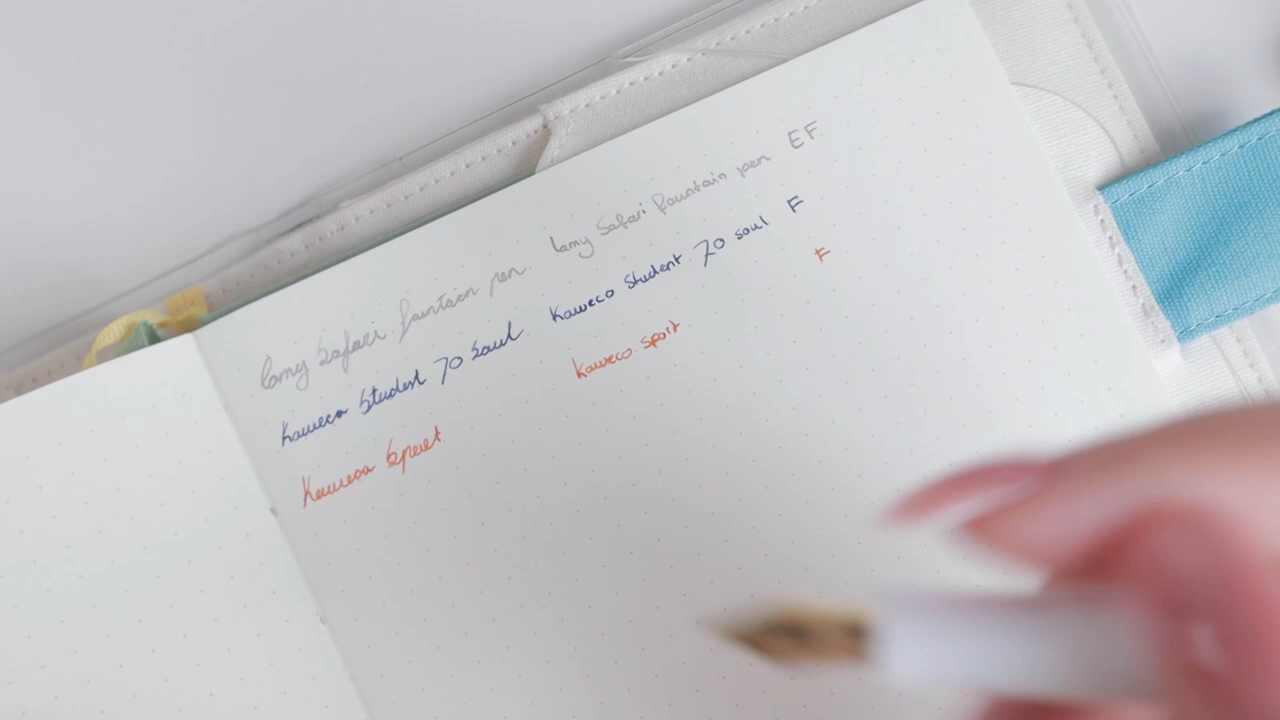 Lamy Safari fountain pen Lamy Safari fountain pen EF
Kaweco Student 70 Soul Kaweco Student 70 soul F
Kaweco Sport Kaweco Sport F